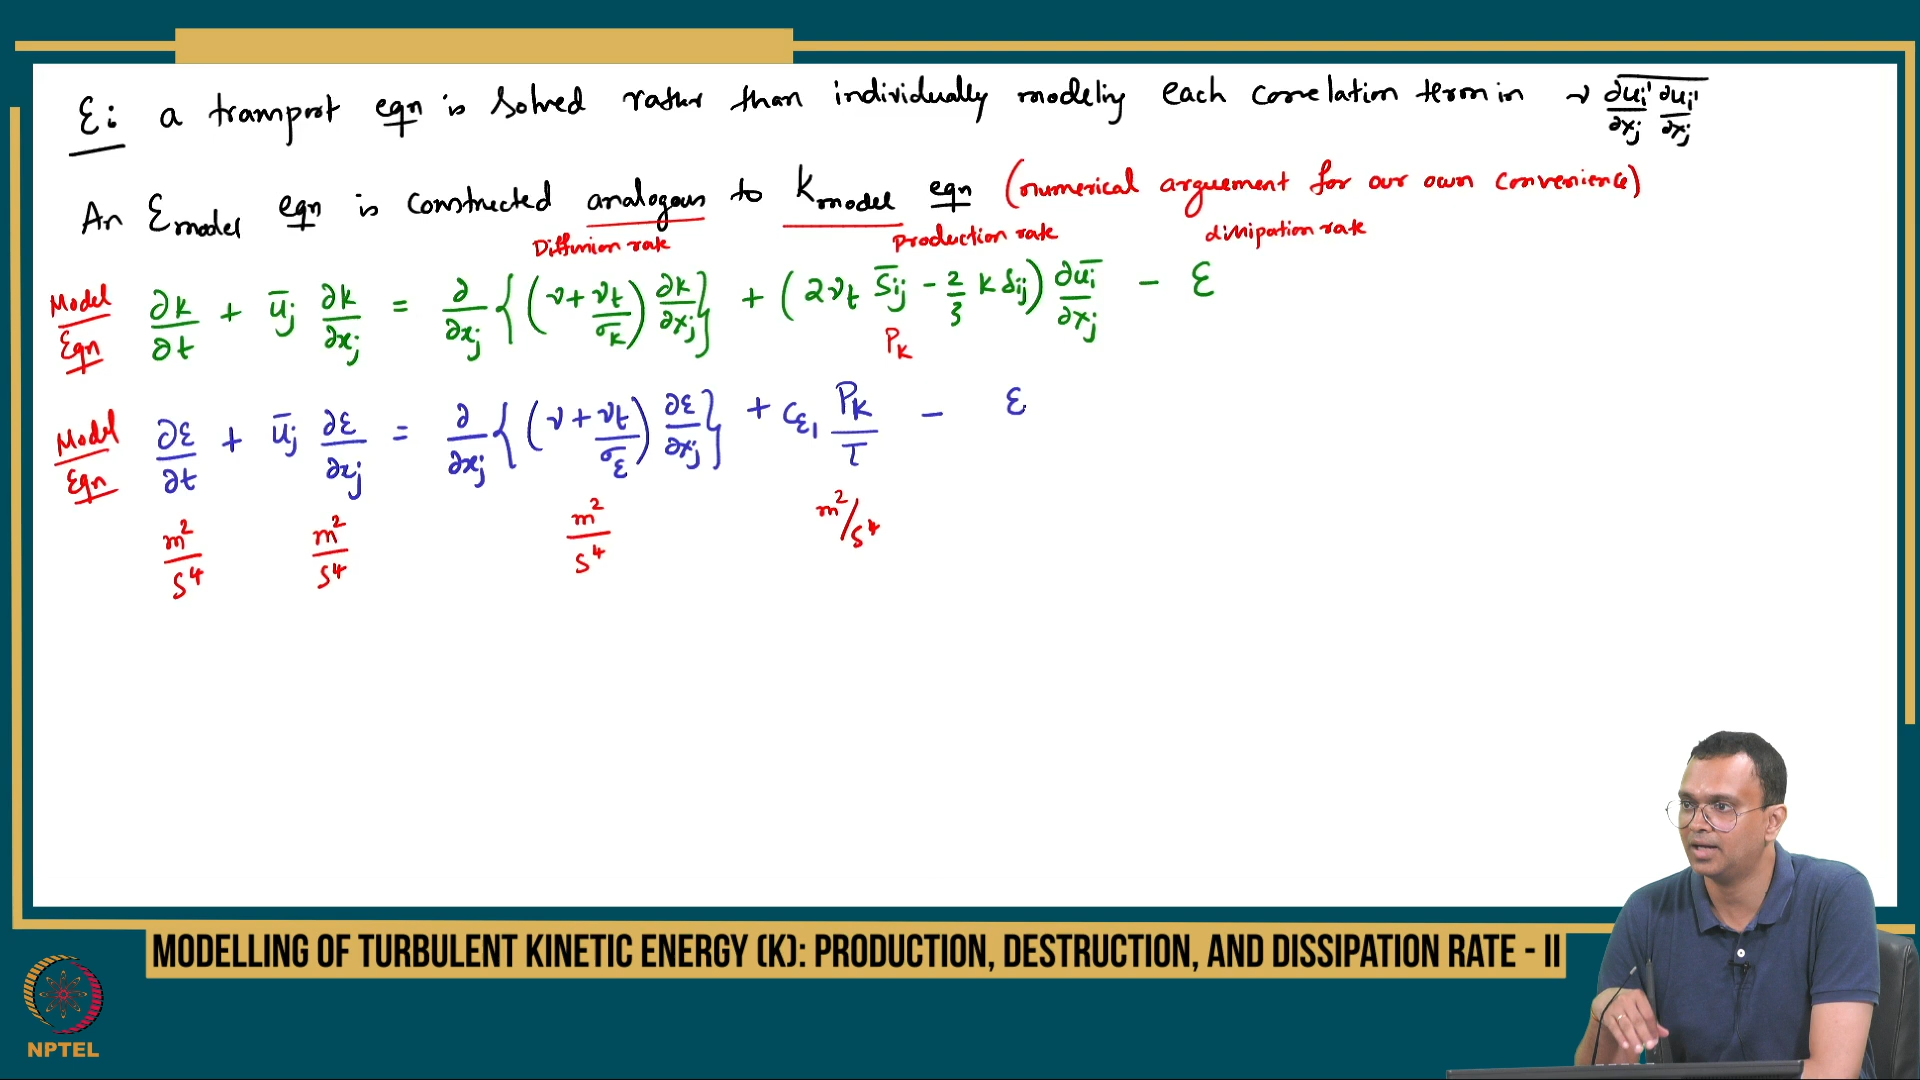 ε: a transport eqn is solved rather than individually modeling each correlation term in ν \overline{∂ui'/∂xj ∂ui'/∂xj}
An ε model eqn is constructed analogous to k model eqn (numerical arguement for our own convenience)
Diffusion rate production rate dissipation rate
Model Eqn ∂k/∂t + ūj ∂k/∂xj = ∂/∂xj {(ν + νt/σk) ∂k/∂xj} + (2νt S̄ij - 2/3 k δij) ∂ūi/∂xj - ε
Pk
Model Eqn ∂ε/∂t + ūj ∂ε/∂xj = ∂/∂xj {(ν + νt/σε) ∂ε/∂xj} + Cε1 Pk/τ - ε
m²/s⁴ m²/s⁴ m²/s⁴ m²/s⁴
MODELLING OF TURBULENT KINETIC ENERGY (K): PRODUCTION, DESTRUCTION, AND DISSIPATION RATE - II
NPTEL